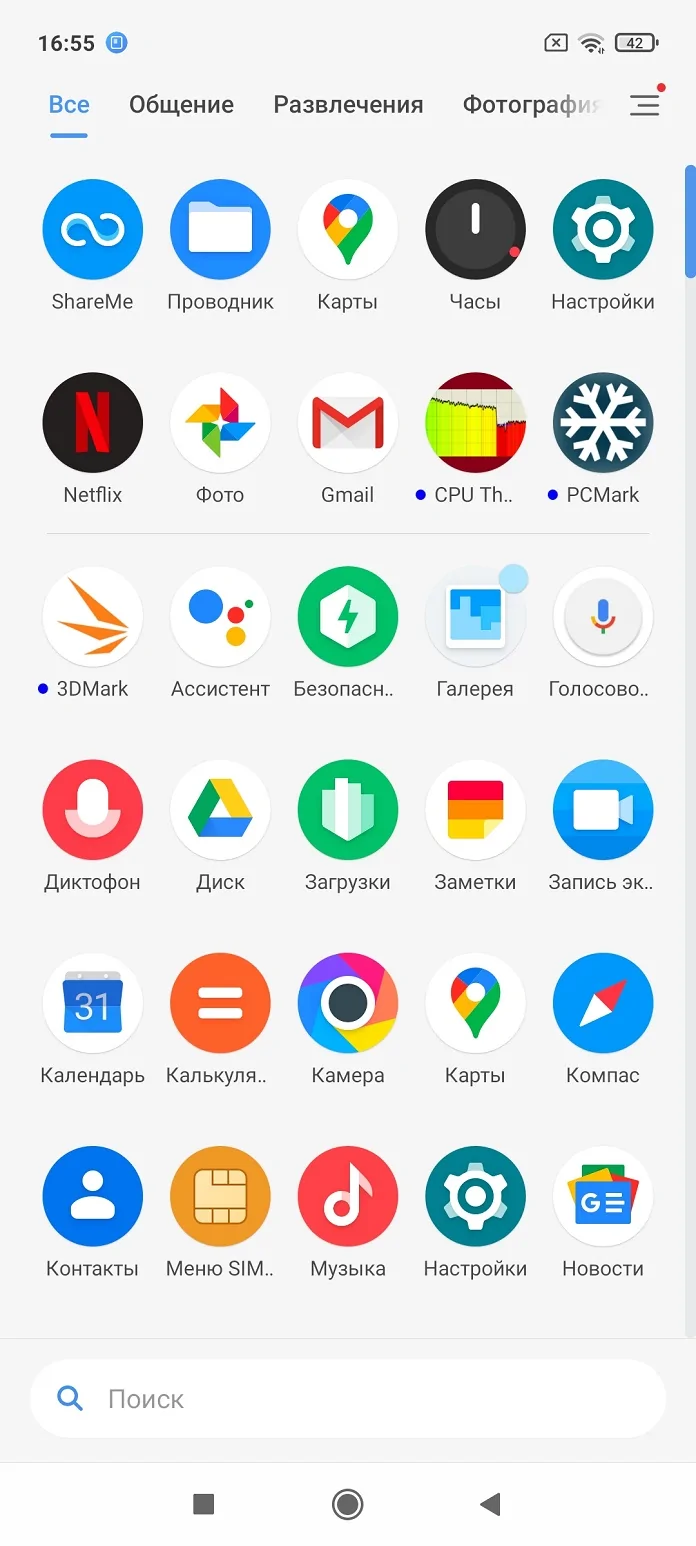 16:55 42
Все Общение Развлечения Фотография
ShareMe Проводник Карты Часы Настройки
Netflix Фото Gmail CPU Th.. PCMark
3DMark Ассистент Безопасн.. Галерея Голосово..
Диктофон Диск Загрузки Заметки Запись эк..
31
Календарь Калькуля.. Камера Карты Компас
GE
Контакты Меню SIM.. Музыка Настройки Новости
Поиск